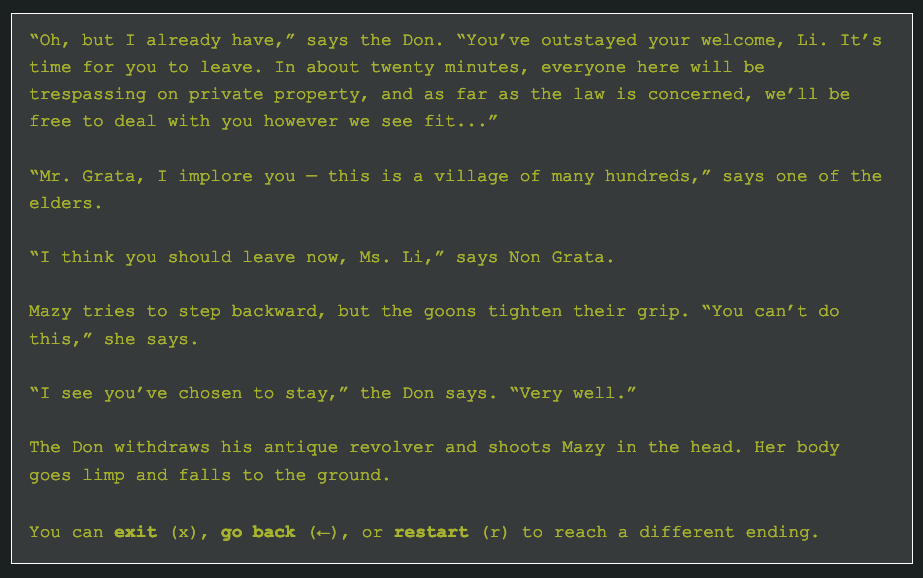 “Oh, but I already have,” says the Don. “You’ve outstayed your welcome, Li. It’s
time for you to leave. In about twenty minutes, everyone here will be
trespassing on private property, and as far as the law is concerned, we’ll be
free to deal with you however we see fit...”
“Mr. Grata, I implore you — this is a village of many hundreds,” says one of the
elders.
“I think you should leave now, Ms. Li,” says Non Grata.
Mazy tries to step backward, but the goons tighten their grip. “You can’t do
this,” she says.
“I see you’ve chosen to stay,” the Don says. “Very well.”
The Don withdraws his antique revolver and shoots Mazy in the head. Her body
goes limp and falls to the ground.
You can exit (x), go back (←), or restart (r) to reach a different ending.